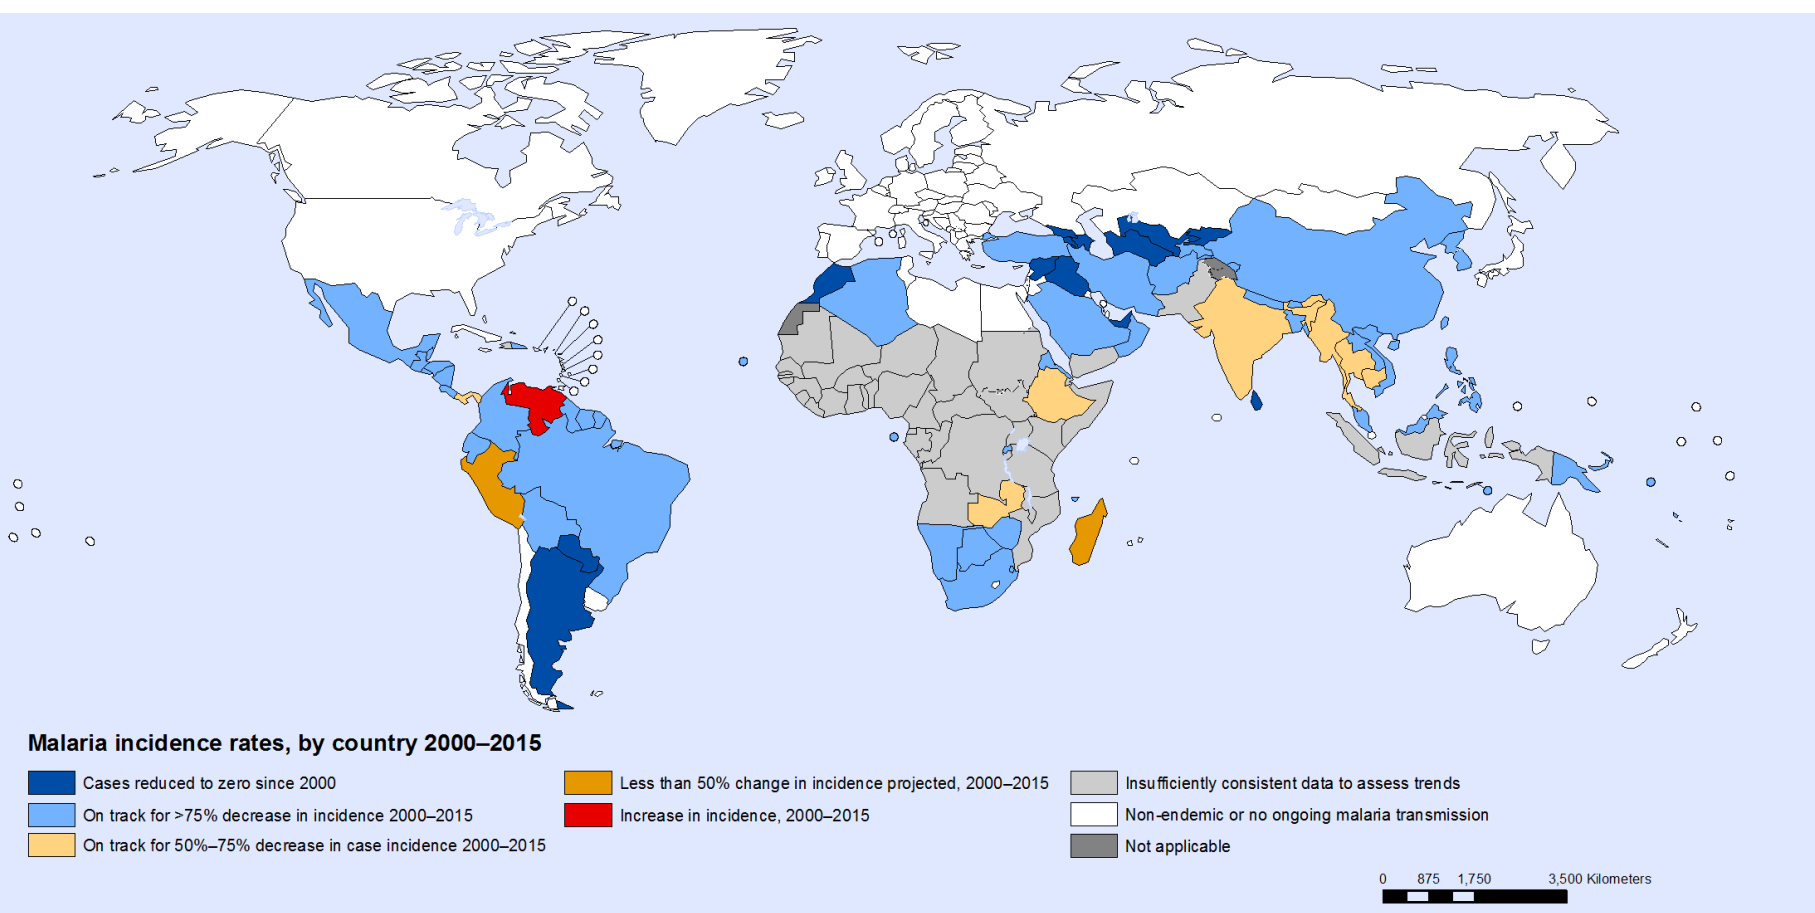 Malaria incidence rates, by country 2000–2015
Cases reduced to zero since 2000
On track for >75% decrease in incidence 2000–2015
On track for 50%–75% decrease in case incidence 2000–2015
Less than 50% change in incidence projected, 2000–2015
Increase in incidence, 2000–2015
Insufficiently consistent data to assess trends
Non-endemic or no ongoing malaria transmission
Not applicable
0 875 1,750 3,500 Kilometers